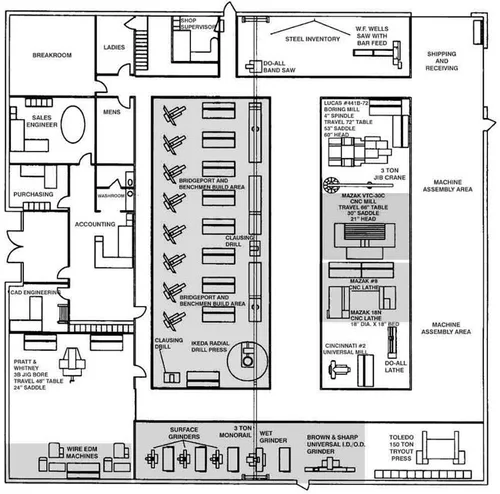 BREAKROOM
LADIES
SHOP
SUPERVISOR
STEEL INVENTORY
W.F. WELLS
SAW WITH
BAR FEED
DO-ALL
BAND SAW
SHIPPING
AND
RECEIVING
SALES
ENGINEER
MENS
LUCAS #441B-72
BORING MILL
4" SPINDLE
TRAVEL 72" TABLE
53" SADDLE
60" HEAD
3 TON
JIB CRANE
MACHINE
ASSEMBLY AREA
BRIDGEPORT AND
BENCHMEN BUILD AREA
PURCHASING
WASHROOM
MAZAK VTC-30C
CNC MILL
TRAVEL 66" TABLE
30" SADDLE
21" HEAD
ACCOUNTING
CLAUSING
DRILL
MAZAK #8
CNC LATHE
CAD ENGINEERING
BRIDGEPORT AND
BENCHMEN BUILD AREA
MAZAK 18N
CNC LATHE
18" DIA. X 18" BED
MACHINE
ASSEMBLY AREA
CLAUSING
DRILL
IKEDA RADIAL
DRILL PRESS
CINCINNATI #2
UNIVERSAL MILL
DO-ALL
LATHE
PRATT &
WHITNEY
3B JIG BORE
TRAVEL 48" TABLE
24" SADDLE
WIRE EDM
MACHINES
SURFACE
GRINDERS
3 TON
MONORAIL
WET
GRINDER
BROWN & SHARP
UNIVERSAL I.D./O.D.
GRINDER
TOLEDO
150 TON
TRYOUT
PRESS